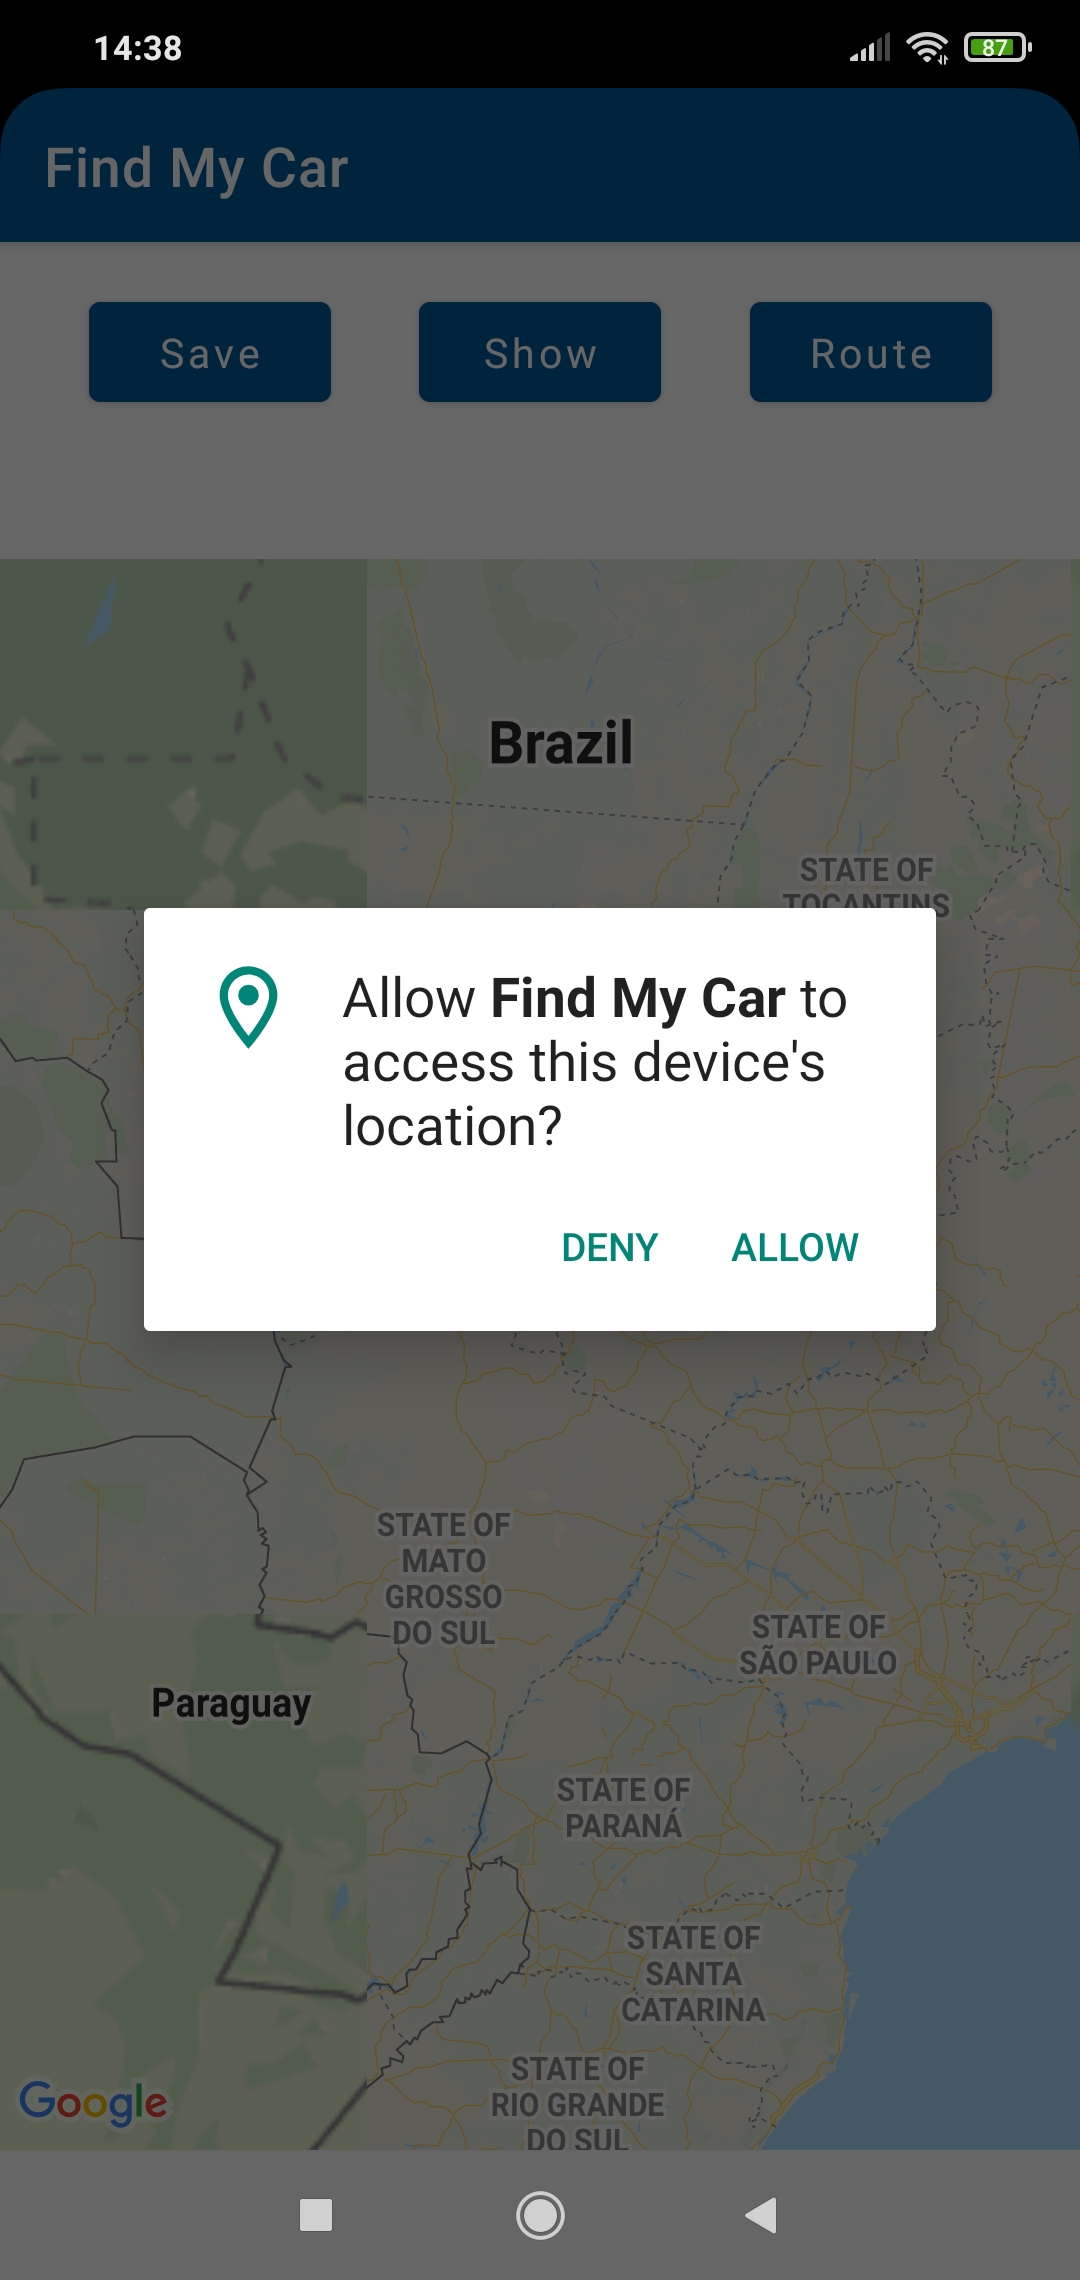 14:38
87
Find My Car
Save
Show
Route
Brazil
STATE OF
TOCANTINS
Allow Find My Car to
access this device's
location?
DENY
ALLOW
STATE OF
MATO
GROSSO
DO SUL
STATE OF
SÃO PAULO
Paraguay
STATE OF
PARANÁ
STATE OF
SANTA
CATARINA
STATE OF
RIO GRANDE
DO SUL
Google